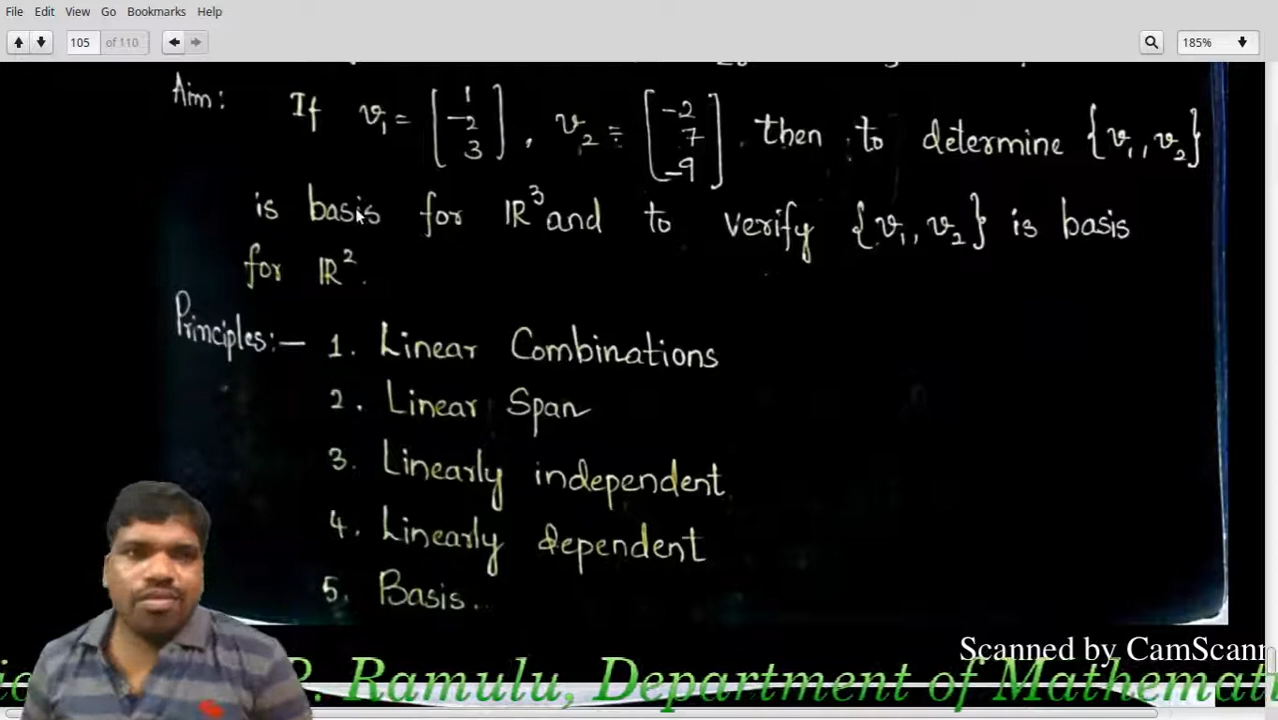 File Edit View Go Bookmarks Help
105 of 110 185%
Aim: If v₁ = [1 -2 3], v₂ = [-2 7 -9] then to determine {v₁, v₂}
is basis for IR³ and to verify {v₁, v₂} is basis
for IR².
Principles:- 1. Linear Combinations
2. Linear Span
3. Linearly independent
4. Linearly dependent
5. Basis..
Scanned by CamScann
P. Ramulu, Department of Mathemati